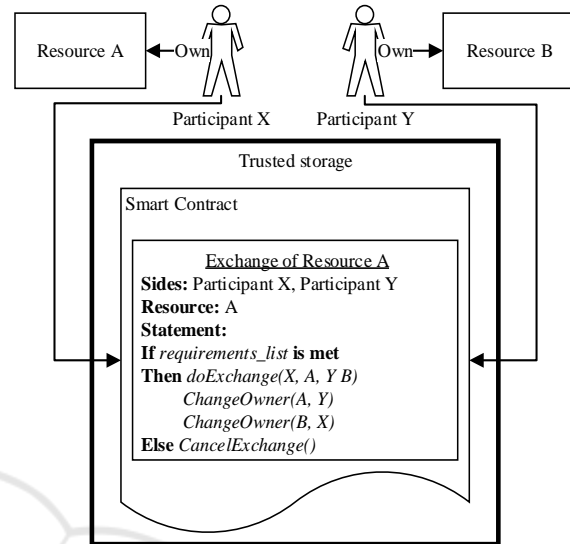 Resource A
Own
Own
Resource B
Participant X
Participant Y
Trusted storage
Smart Contract
Exchange of Resource A
Sides: Participant X, Participant Y
Resource: A
Statement:
If requirements_list is met
Then doExchange(X, A, Y B)
ChangeOwner(A, Y)
ChangeOwner(B, X)
Else CancelExchange()